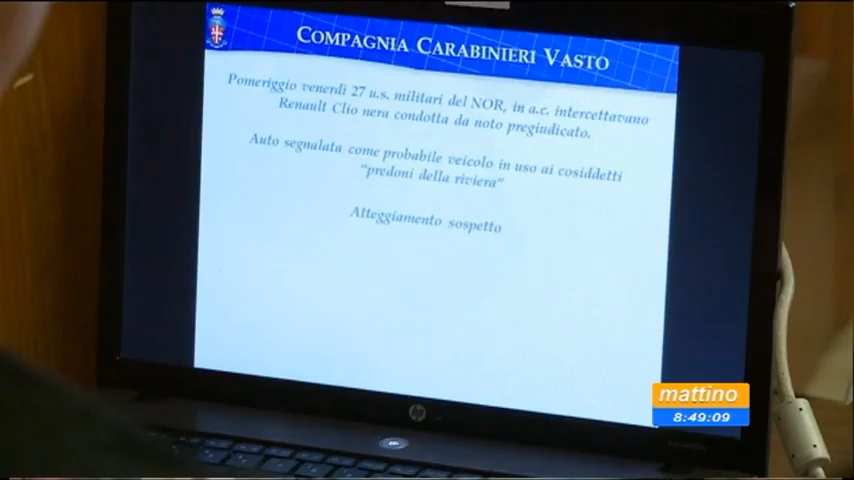 COMPAGNIA CARABINIERI VASTO
Pomeriggio venerdì 27 u.s. militari del NOR, in a.c. intercettavano
Renault Clio nera condotta da noto pregiudicato.
Auto segnalata come probabile veicolo in uso ai cosiddetti
"predoni della riviera"
Atteggiamento sospetto
hp
mattino
8:49:09